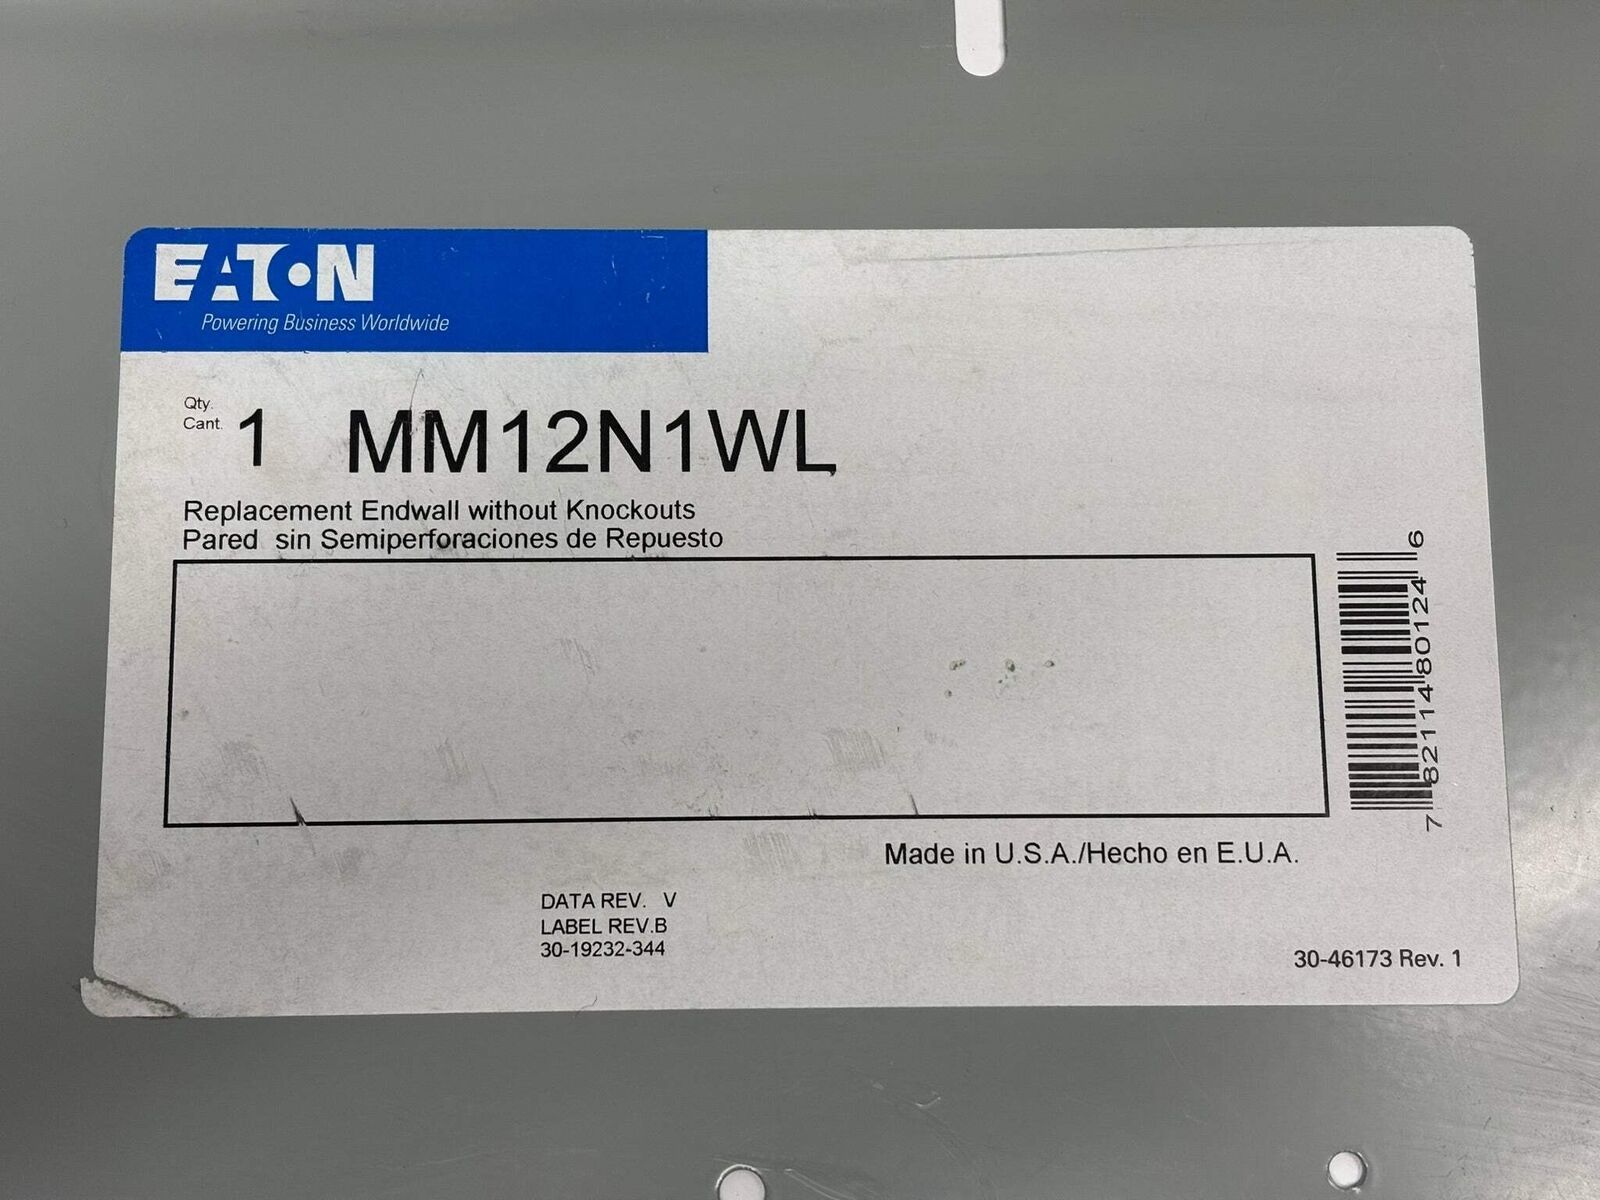 EATON
Powering Business Worldwide
Qty.
Cant. 1 MM12N1WL
Replacement Endwall without Knockouts
Pared sin Semiperforaciones de Repuesto
7 82114 80124 6
Made in U.S.A./Hecho en E.U.A.
DATA REV. V
LABEL REV.B
30-19232-344
30-46173 Rev. 1